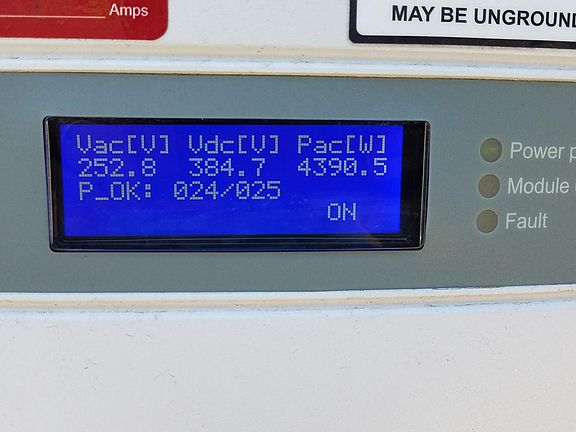 Amps
MAY BE UNGROUND
Vac[V] Vdc[V] Pac[W]
252.8 384.7 4390.5
P_OK: 024/025
ON
Power p
Module
Fault